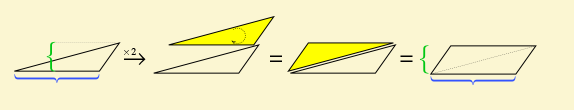 ×2
→ = =